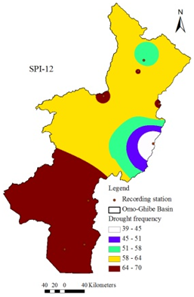 N
SPI-12
Legend
Recording station
Omo-Ghibe Basin
Drought frequency
39 - 45
45 - 51
51 - 58
58 - 64
64 - 70
40 20 0 40 Kilometers